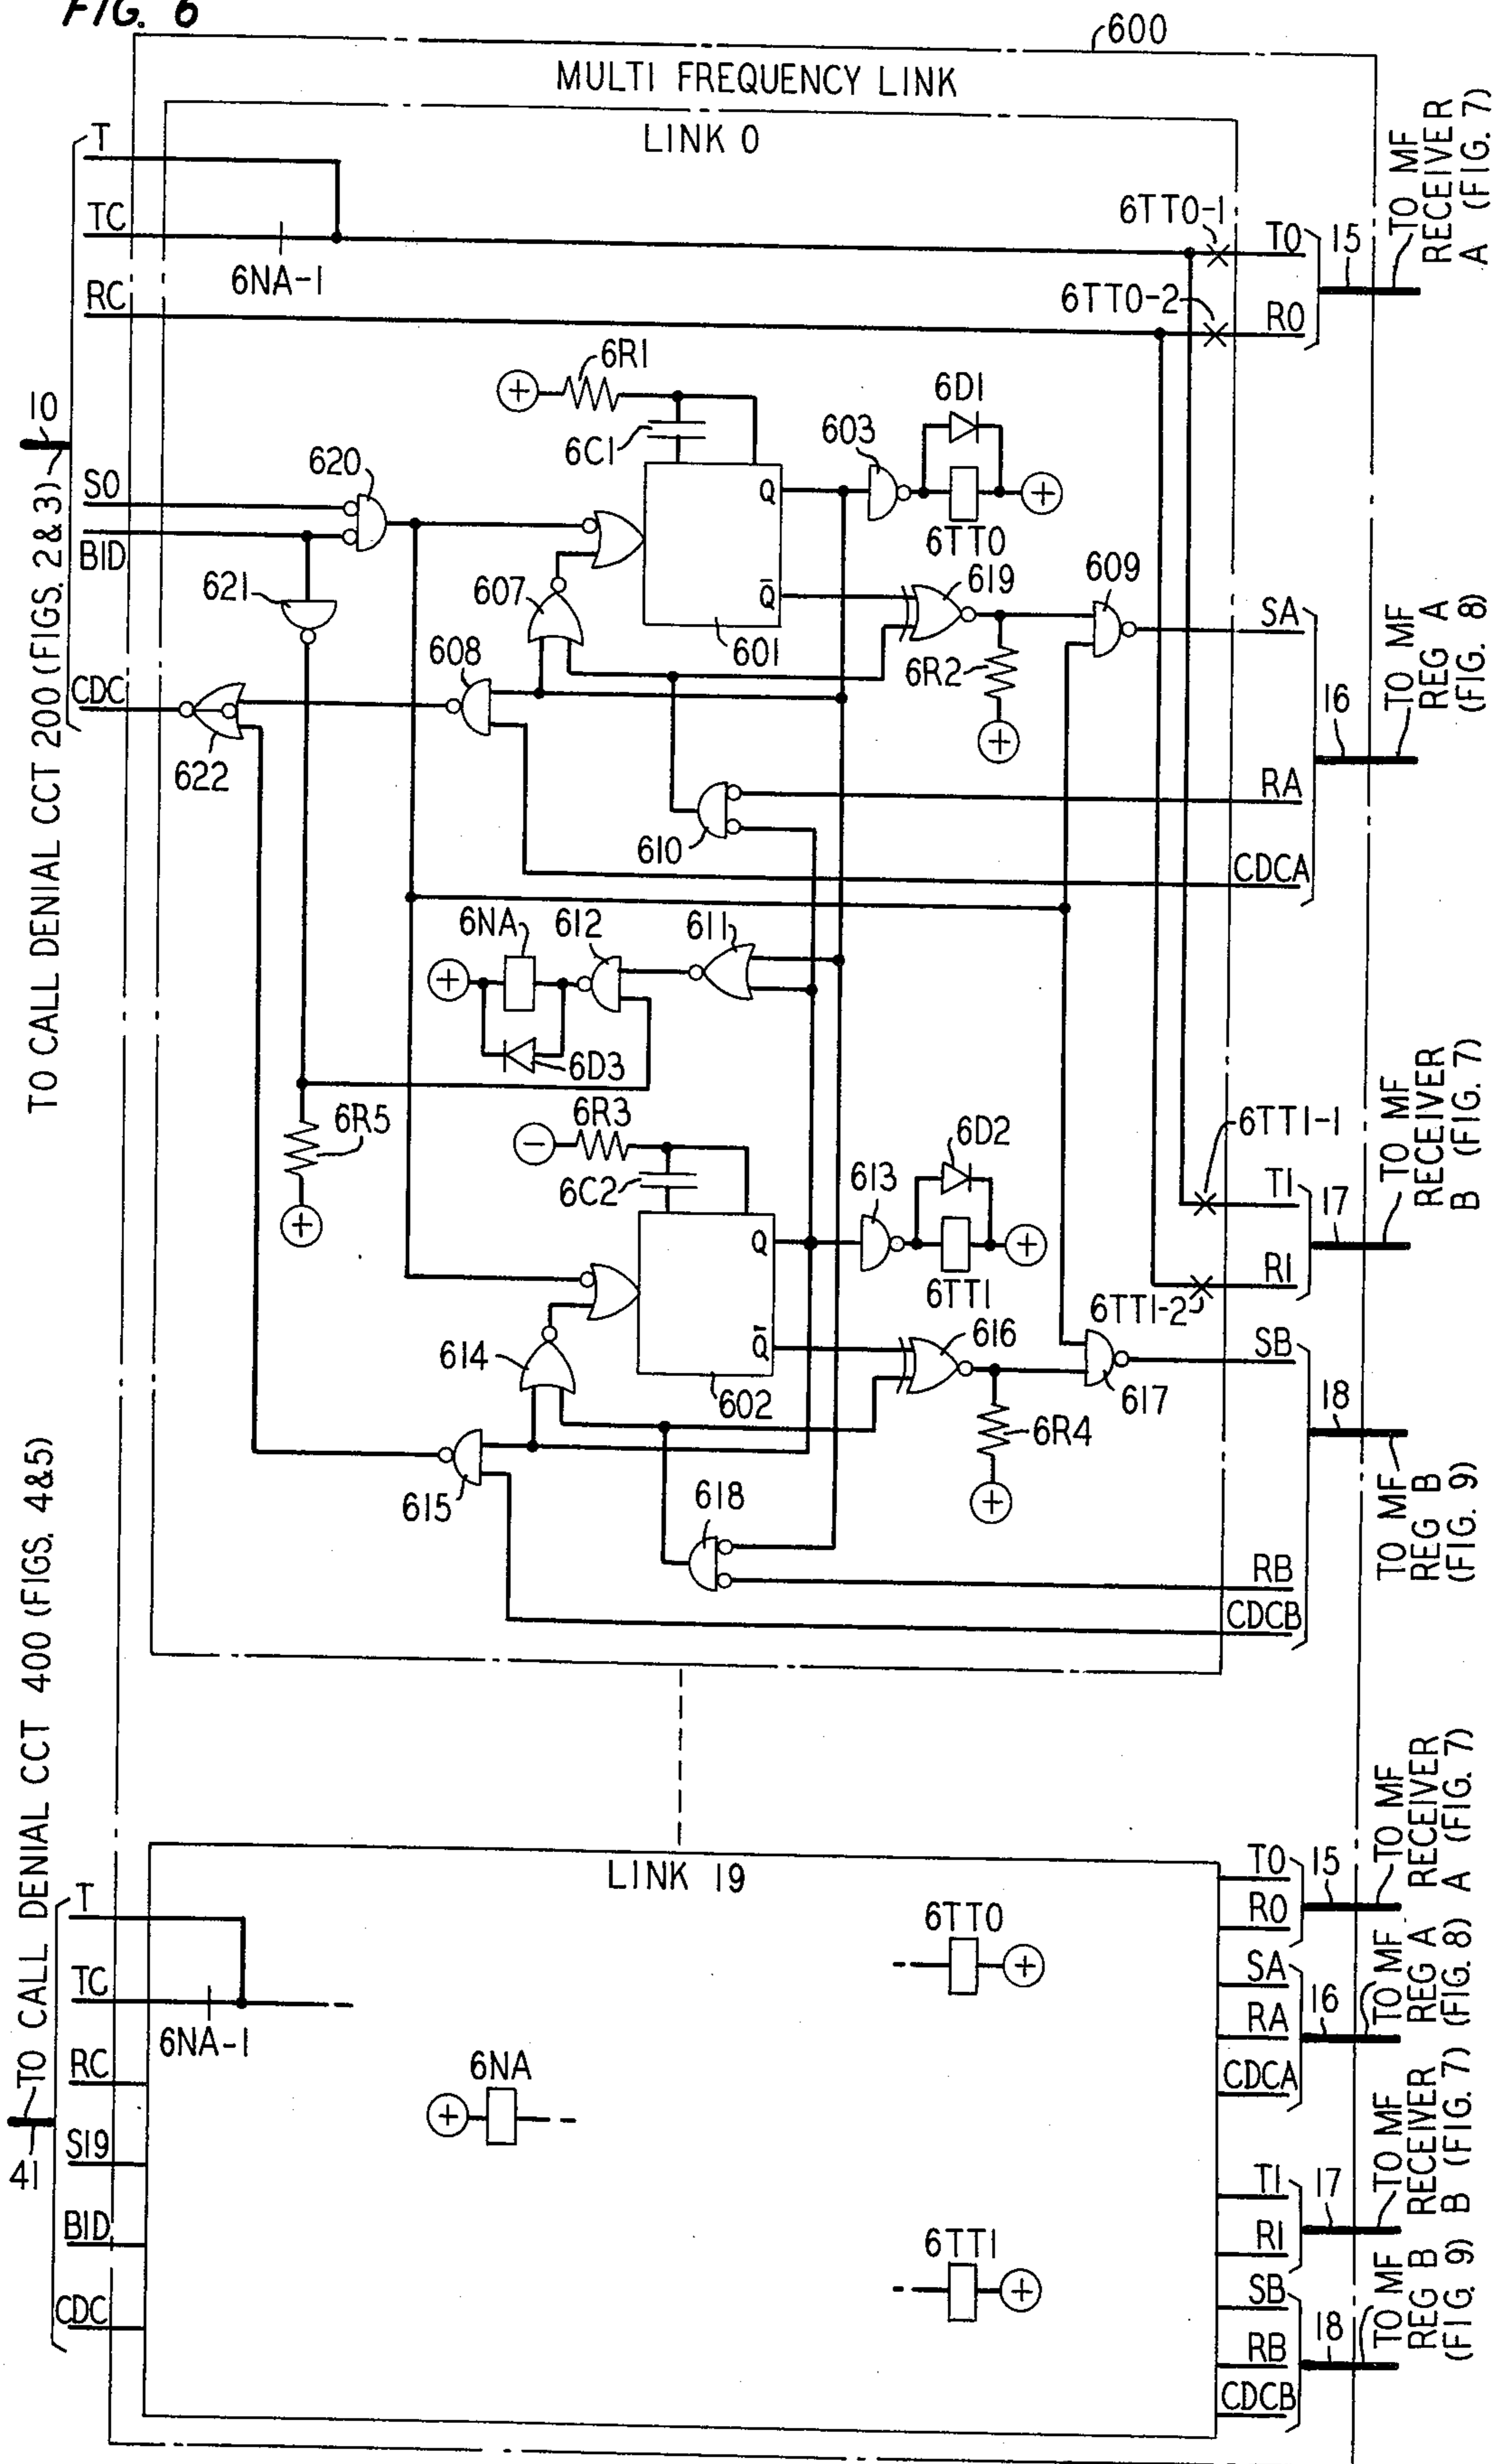 FIG. 6
600
MULTI FREQUENCY LINK
LINK 0
T
TC
6NA-1
RC
6TT0-1
T0
15
TO MF
RECEIVER
A (FIG. 7)
6TT0-2
R0
10
TO CALL DENIAL CCT 200 (FIGS. 2&3)
6R1
6C1
603
6D1
620
S0
BID
Q
6TT0
621
607
Q̅
619
609
SA
601
6R2
608
CDC
622
16
TO MF
REG A
(FIG. 8)
RA
610
CDCA
6NA
612
611
6D3
6R5
6R3
6C2
613
6D2
6TT1-1
T1
17
TO MF
RECEIVER
B (FIG. 7)
Q
6TT1
R1
6TT1-2
614
Q̅
616
SB
602
617
6R4
18
TO MF
REG B
(FIG. 9)
615
618
RB
CDCB
TO CALL DENIAL CCT 400 (FIGS. 4&5)
41
LINK 19
T
TC
6NA-1
RC
6NA
S19
BID
CDC
6TT0
6TT1
T0
R0
15
TO MF
RECEIVER
A (FIG. 7)
SA
RA
CDCA
16
TO MF
REG A
(FIG. 8)
T1
R1
17
TO MF
RECEIVER
B (FIG. 7)
SB
RB
CDCB
18
TO MF
REG B
(FIG. 9)